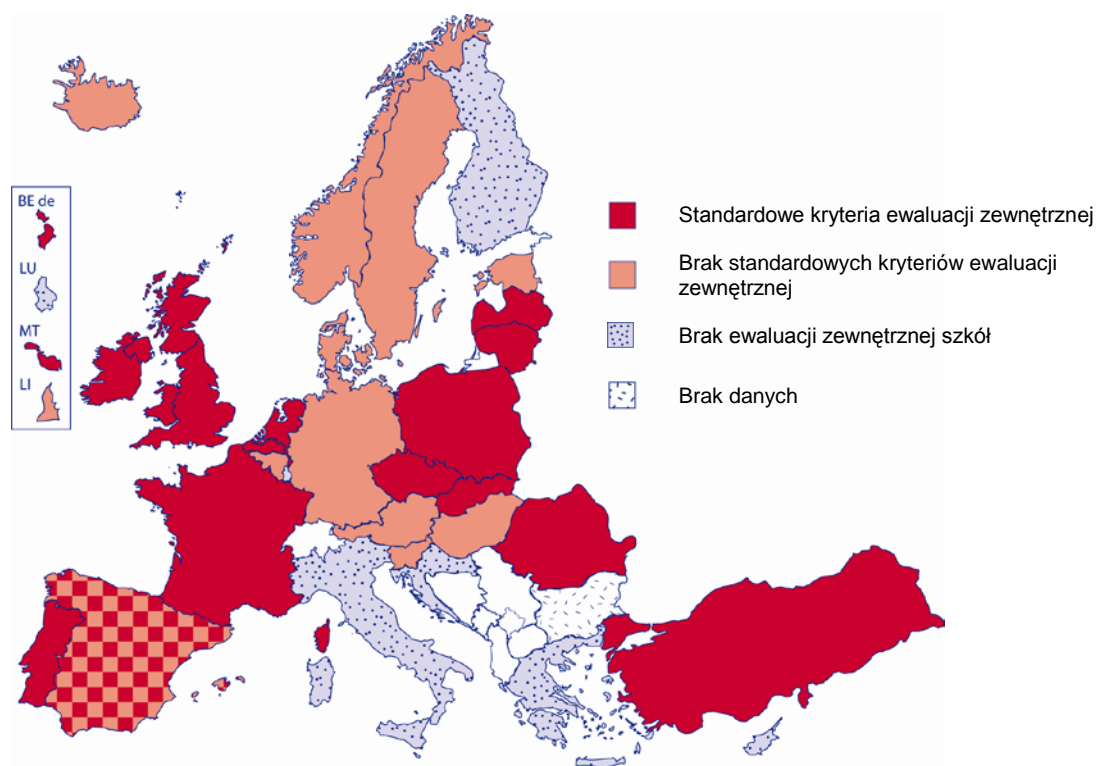 BE de
LU
MT
LI
Standardowe kryteria ewaluacji zewnętrznej
Brak standardowych kryteriów ewaluacji
zewnętrznej
Brak ewaluacji zewnętrznej szkół
Brak danych